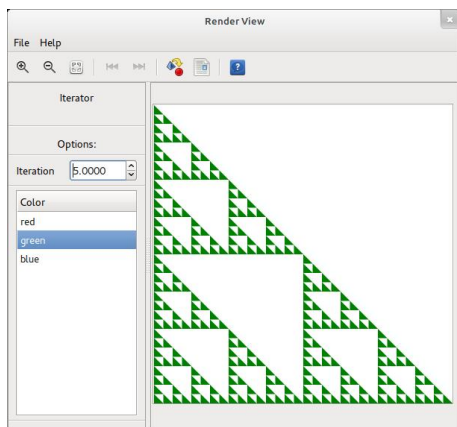 Render View
File Help
Iterator
Options:
Iteration 5.0000
Color
red
green
blue